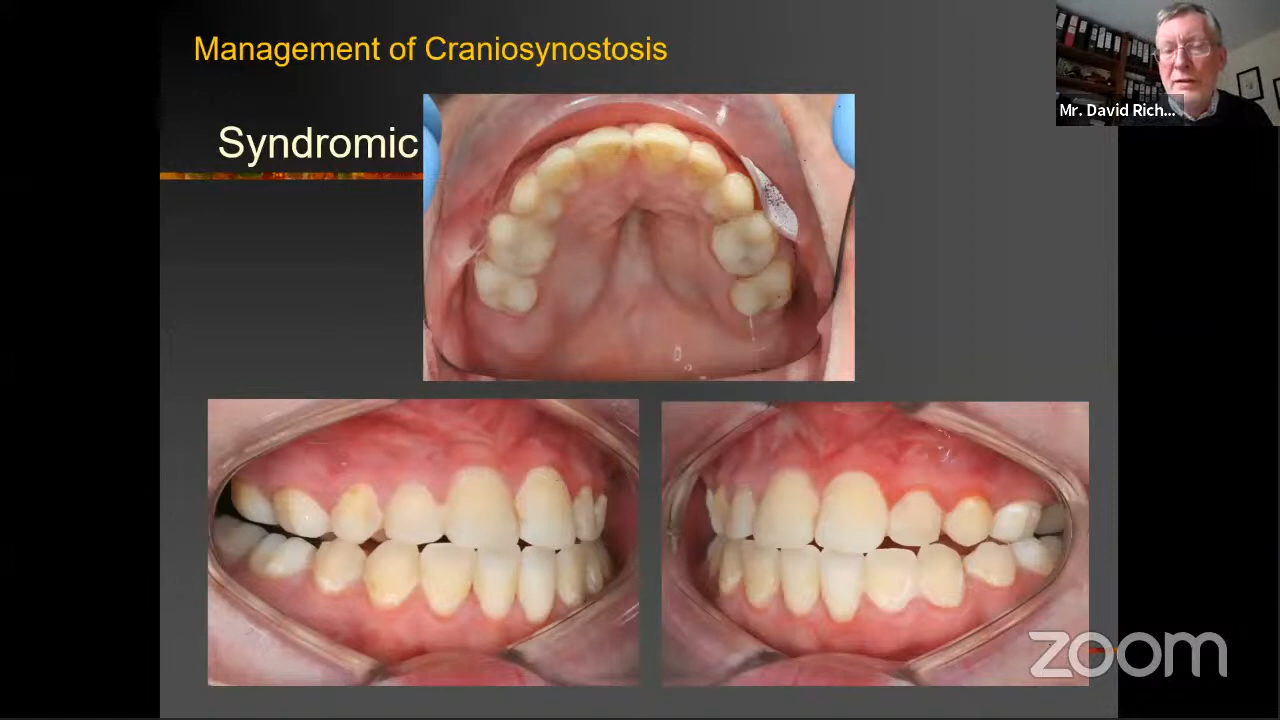 Management of Craniosynostosis
Syndromic
Mr. David Rich...
zoom